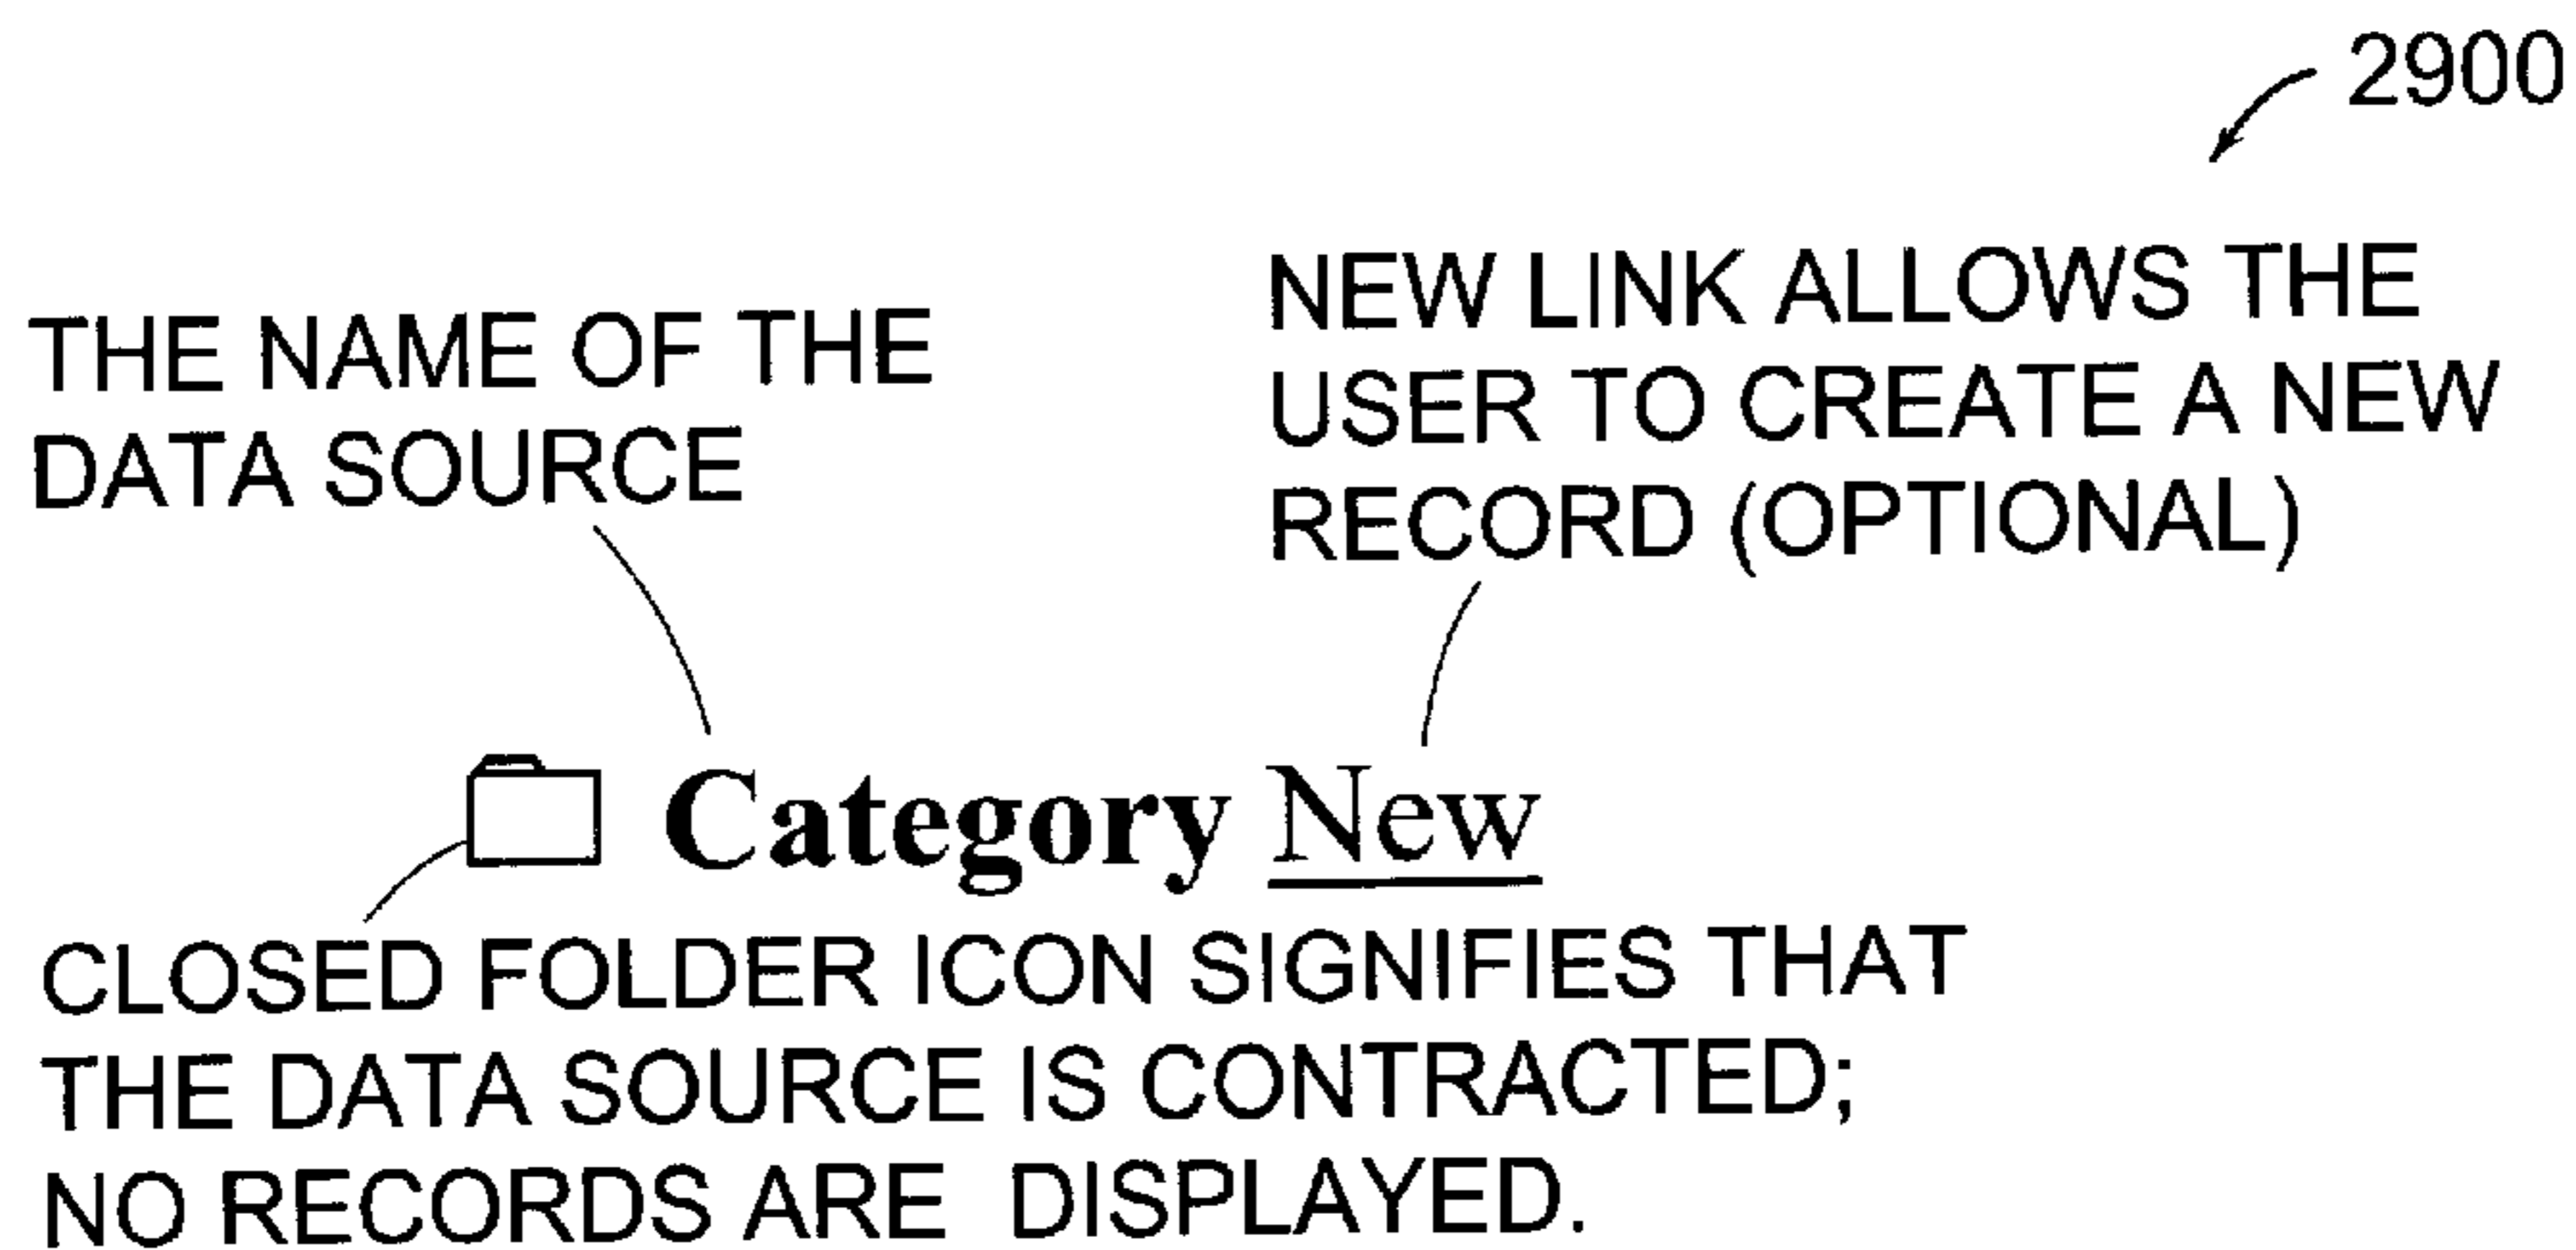 2900
THE NAME OF THE
DATA SOURCE
NEW LINK ALLOWS THE
USER TO CREATE A NEW
RECORD (OPTIONAL)
Category New
CLOSED FOLDER ICON SIGNIFIES THAT
THE DATA SOURCE IS CONTRACTED;
NO RECORDS ARE DISPLAYED.